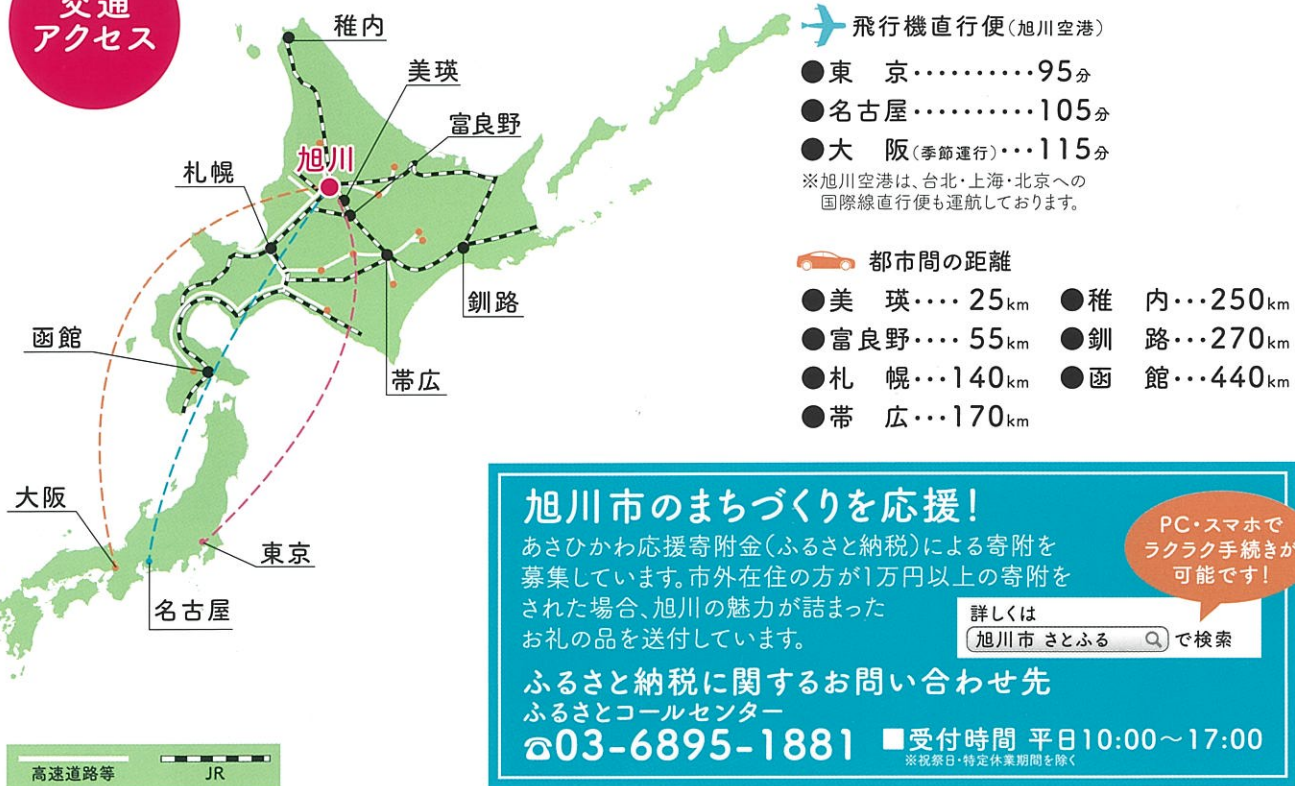 交通
アクセス
稚内
美瑛
富良野
旭川
札幌
釧路
函館
帯広
大阪
東京
名古屋
高速道路等
JR
飛行機直行便(旭川空港)
●東　京··········95分
●名古屋··········105分
●大　阪(季節運行)···115分
※旭川空港は、台北・上海・北京への
国際線直行便も運航しております。
都市間の距離
●美　瑛···· 25km ●稚　内···250km
●富良野···· 55km ●釧　路···270km
●札　幌···140km ●函　館···440km
●帯　広···170km
旭川市のまちづくりを応援!
あさひかわ応援寄附金(ふるさと納税)による寄附を
募集しています。市外在住の方が1万円以上の寄附を
された場合、旭川の魅力が詰まった
お礼の品を送付しています。
PC・スマホで
ラクラク手続きが
可能です!
詳しくは
旭川市 さとふる で検索
ふるさと納税に関するお問い合わせ先
ふるさとコールセンター
☎03-6895-1881 ■受付時間 平日10:00～17:00
※祝祭日・特定休業期間を除く